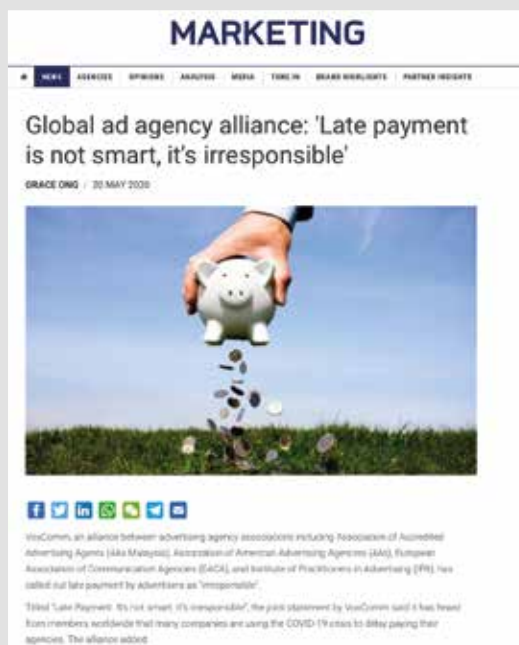 MARKETING
NEWS AGENCIES OPINIONS ANALYSIS MEDIA TUNE IN BRAND HIGHLIGHTS PARTNER INSIGHTS
Global ad agency alliance: 'Late payment
is not smart, it's irresponsible'
GRACE ONG / 20 MAY 2020
VoxComm, an alliance between advertising agency associations including Association of Accredited
Advertising Agents (4As Malaysia), Association of American Advertising Agencies (4As), European
Association of Communication Agencies (EACA), and Institute of Practitioners in Advertising (IPA), has
called out late payment by advertisers as "irresponsible".
Titled "Late Payment. It's not smart, it's irresponsible", the joint statement by VoxComm said it has heard
from members worldwide that many companies are using the COVID-19 crisis to delay paying their
agencies. The alliance added: